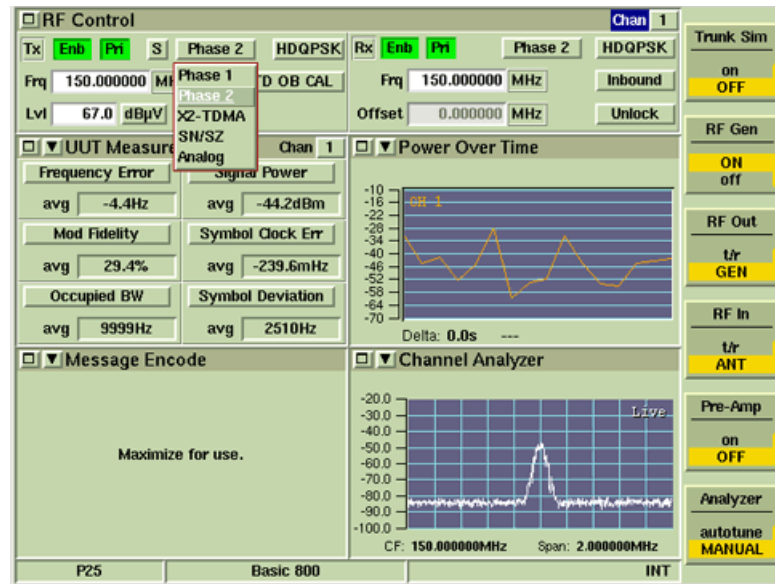 RF Control
Chan 1
Tx Enb Pri S Phase 2 HDQPSK
Rx Enb Pri Phase 2 HDQPSK
Frq 150.000000
TD OB CAL
Frq 150.000000 MHz Inbound
Lvl 67.0 dBµV
Offset 0.000000 MHz Unlock
Phase 1
Phase 2
X2-TDMA
SN/SZ
Analog
UUT Measure
Chan 1
Frequency Error
Signal Power
avg -4.4Hz
avg -44.2dBm
Mod Fidelity
Symbol Clock Err
avg 29.4%
avg -239.6mHz
Occupied BW
Symbol Deviation
avg 9999Hz
avg 2510Hz
Power Over Time
CH 1
-10
-16
-22
-28
-34
-40
-46
-52
-58
-64
-70
Delta: 0.0s ---
Message Encode
Maximize for use.
Channel Analyzer
Live
-20.0
-30.0
-40.0
-50.0
-60.0
-70.0
-80.0
-90.0
-100.0
CF: 150.000000MHz Span: 2.000000MHz
P25
Basic 800
INT
Trunk Sim
on
OFF
RF Gen
ON
off
RF Out
t/r
GEN
RF In
t/r
ANT
Pre-Amp
on
OFF
Analyzer
autotune
MANUAL